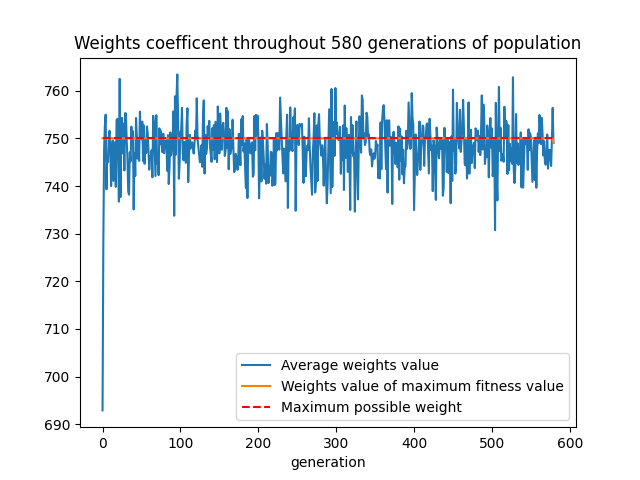 Weights coefficent throughout 580 generations of population
760
750
740
730
720
710
700
690
0 100 200 300 400 500 600
generation
Average weights value
Weights value of maximum fitness value
Maximum possible weight